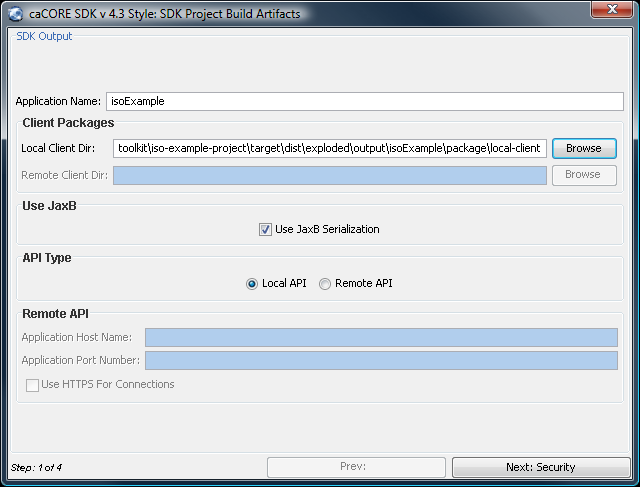 caCORE SDK v 4.3 Style: SDK Project Build Artifacts
SDK Output
Application Name: isoExample
Client Packages
Local Client Dir: toolkit\iso-example-project\target\dist\exploded\output\isoExample\package\local-client Browse
Remote Client Dir: Browse
Use JaxB
Use JaxB Serialization
API Type
Local API Remote API
Remote API
Application Host Name:
Application Port Number:
Use HTTPS For Connections
Step: 1 of 4 Prev: Next: Security